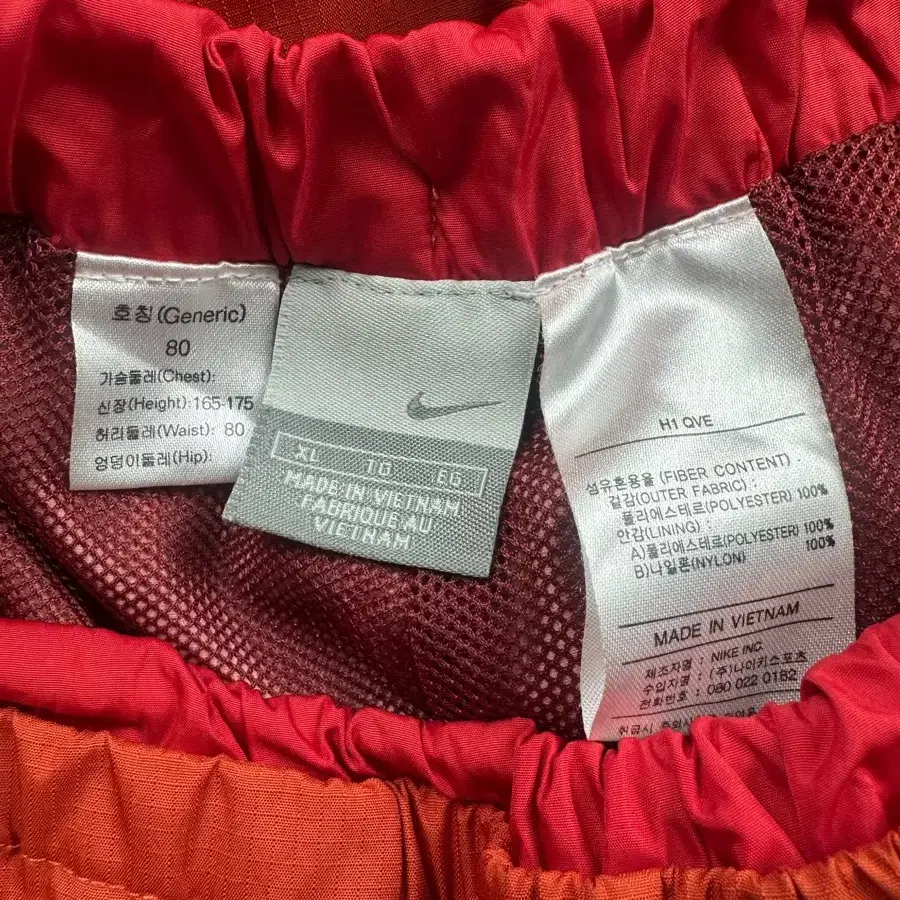 호칭(Generic)
80
가슴둘레(Chest):
신장(Height):165-175
허리둘레(Waist): 80
엉덩이둘레(Hip):
XL TG EG
MADE IN VIETNAM
FABRIQUE AU
VIETNAM
H1 QVE
섬유혼용율 (FIBER CONTENT) :
겉감(OUTER FABRIC) :
폴리에스테르(POLYESTER) 100%
안감(LINING) :
A)폴리에스테르(POLYESTER) 100%
B)나일론(NYLON) 100%
MADE IN VIETNAM
제조자명 : NIKE INC.
수입자명 : (주)나이키스포츠
전화번호 : 080 022 0182
취급시